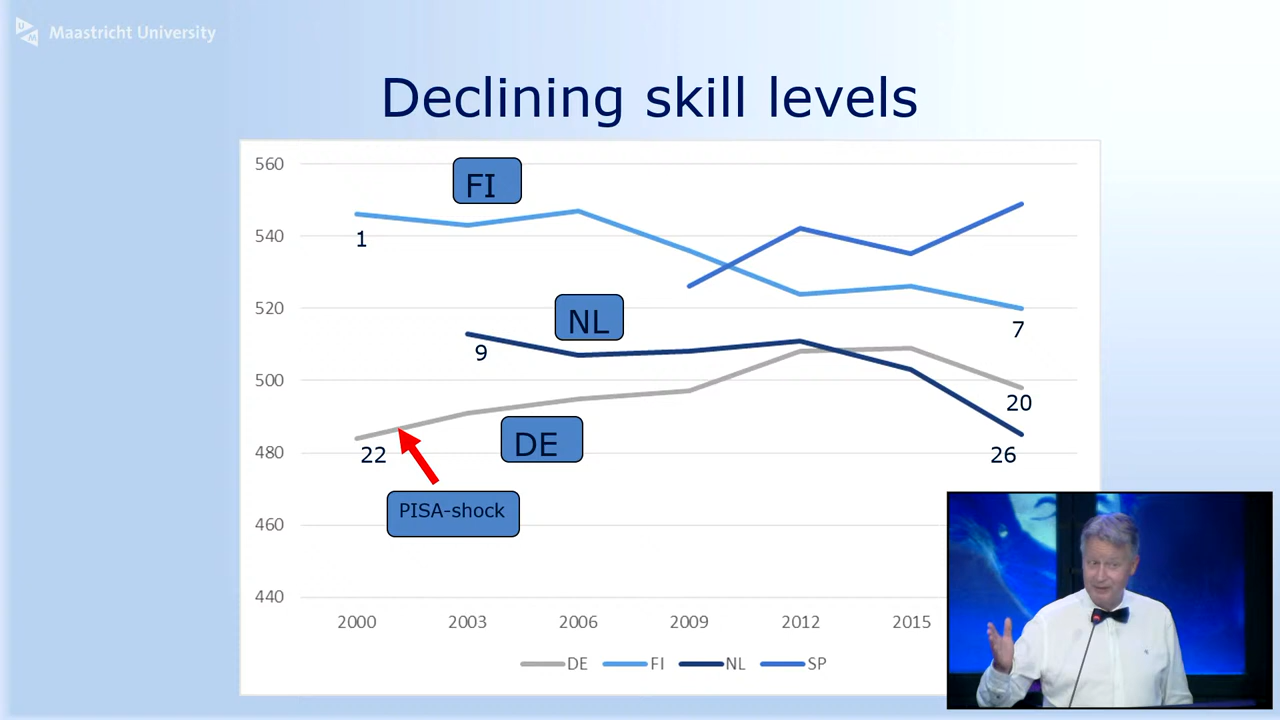 Maastricht University
Declining skill levels
560
540
520
500
480
460
440
FI
1
NL
9
7
DE
22
20
26
PISA-shock
2000 2003 2006 2009 2012 2015
DE FI NL SP